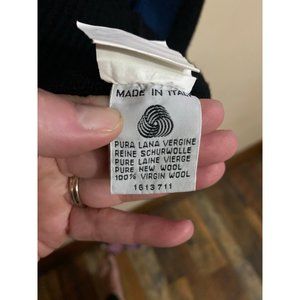 MADE IN ITALY
PURA LANA VERGINE
REINE SCHURWOLLE
PURE LAINE VIERGE
PURE NEW WOOL
100% VIRGIN WOOL
1613711